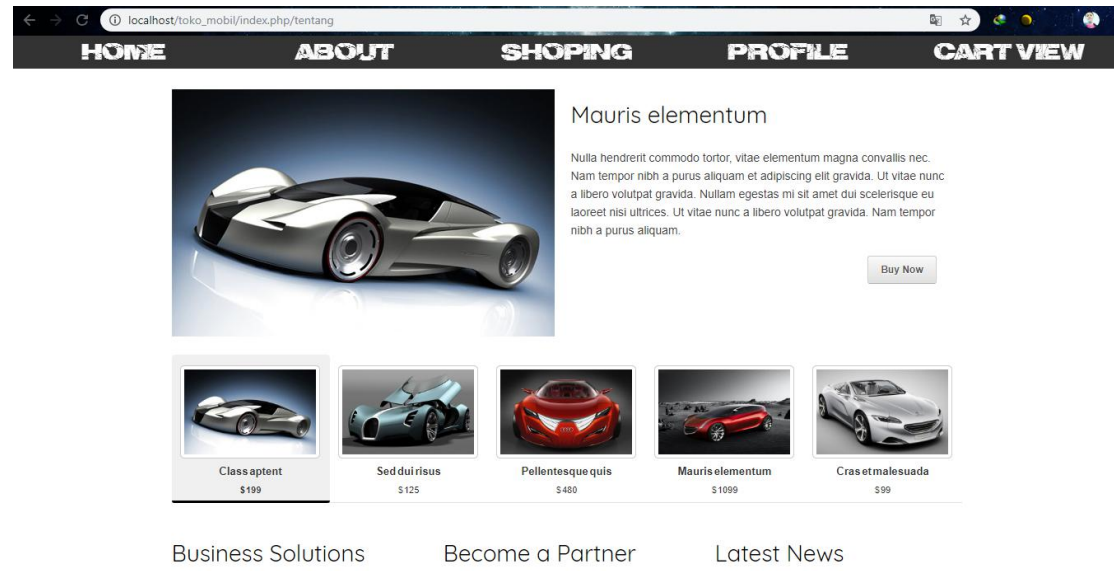 localhost/toko_mobil/index.php/tentang
HOME ABOUT SHOPING PROFILE CART VIEW
Mauris elementum
Nulla hendrerit commodo tortor, vitae elementum magna convallis nec.
Nam tempor nibh a purus aliquam et adipiscing elit gravida. Ut vitae nunc
a libero volutpat gravida. Nullam egestas mi sit amet dui scelerisque eu
laoreet nisi ultrices. Ut vitae nunc a libero volutpat gravida. Nam tempor
nibh a purus aliquam.
Buy Now
Class aptent Sed dui risus Pellentesque quis Mauris elementum Cras et malesuada
$199 $125 $480 $1099 $99
Business Solutions Become a Partner Latest News